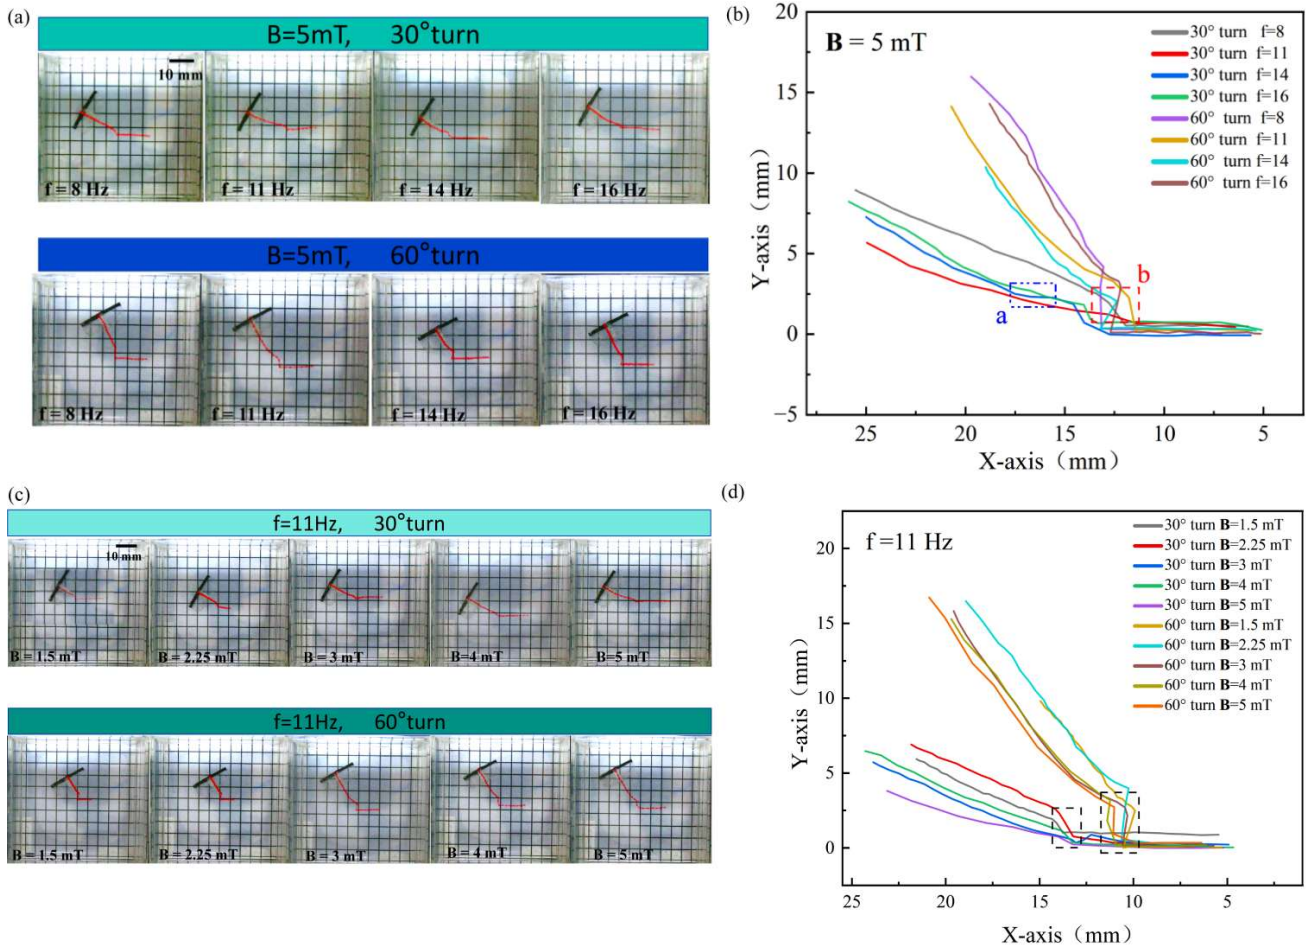 (a)
B=5mT, 30°turn
10 mm
f = 8 Hz
f = 11 Hz
f = 14 Hz
f = 16 Hz
B=5mT, 60°turn
f = 8 Hz
f = 11 Hz
f = 14 Hz
f = 16 Hz
(b)
B = 5 mT
30° turn f=8
30° turn f=11
30° turn f=14
30° turn f=16
60° turn f=8
60° turn f=11
60° turn f=14
60° turn f=16
a
b
Y-axis（mm）
20
15
10
5
0
−5
25
20
15
10
5
X-axis（mm）
(c)
f=11Hz, 30°turn
10 mm
B = 1.5 mT
B = 2.25 mT
B = 3 mT
B=4 mT
B=5 mT
f=11Hz, 60°turn
B = 1.5 mT
B = 2.25 mT
B = 3 mT
B = 4 mT
B = 5 mT
(d)
f =11 Hz
30° turn B=1.5 mT
30° turn B=2.25 mT
30° turn B=3 mT
30° turn B=4 mT
30° turn B=5 mT
60° turn B=1.5 mT
60° turn B=2.25 mT
60° turn B=3 mT
60° turn B=4 mT
60° turn B=5 mT
Y-axis（mm）
20
15
10
5
0
25
20
15
10
5
X-axis（mm）